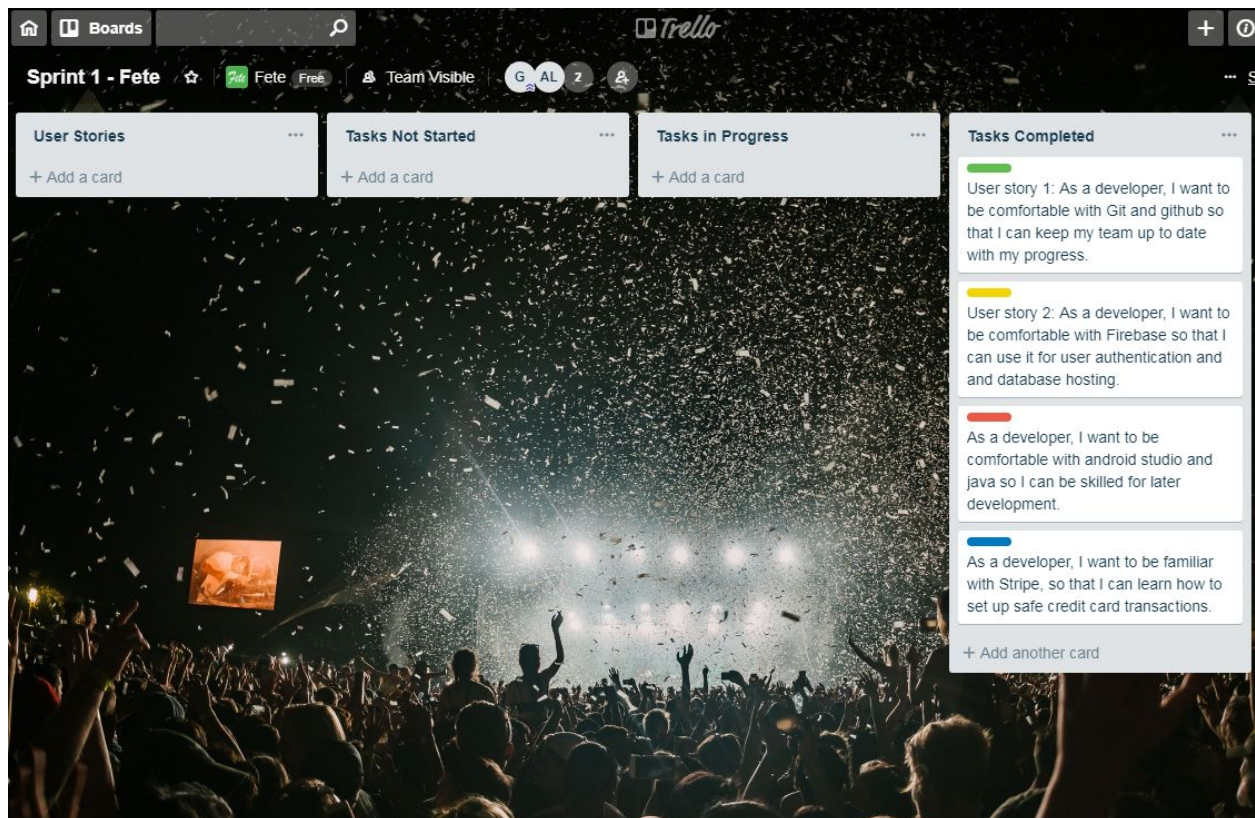 Boards
Trello
Sprint 1 - Fete
Fete
Fete Free
Team Visible
G
AL
z
User Stories
+ Add a card
Tasks Not Started
+ Add a card
Tasks in Progress
+ Add a card
Tasks Completed
User story 1: As a developer, I want to
be comfortable with Git and github so
that I can keep my team up to date
with my progress.
User story 2: As a developer, I want to
be comfortable with Firebase so that I
can use it for user authentication and
and database hosting.
As a developer, I want to be
comfortable with android studio and
java so I can be skilled for later
development.
As a developer, I want to be familiar
with Stripe, so that I can learn how to
set up safe credit card transactions.
+ Add another card